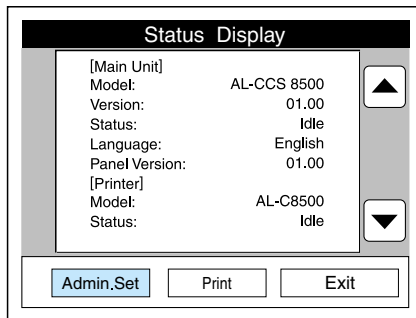 Status Display
[Main Unit]
Model: AL-CCS 8500
Version: 01.00
Status: Idle
Language: English
Panel Version: 01.00
[Printer]
Model: AL-C8500
Status: Idle
Admin.Set Print Exit